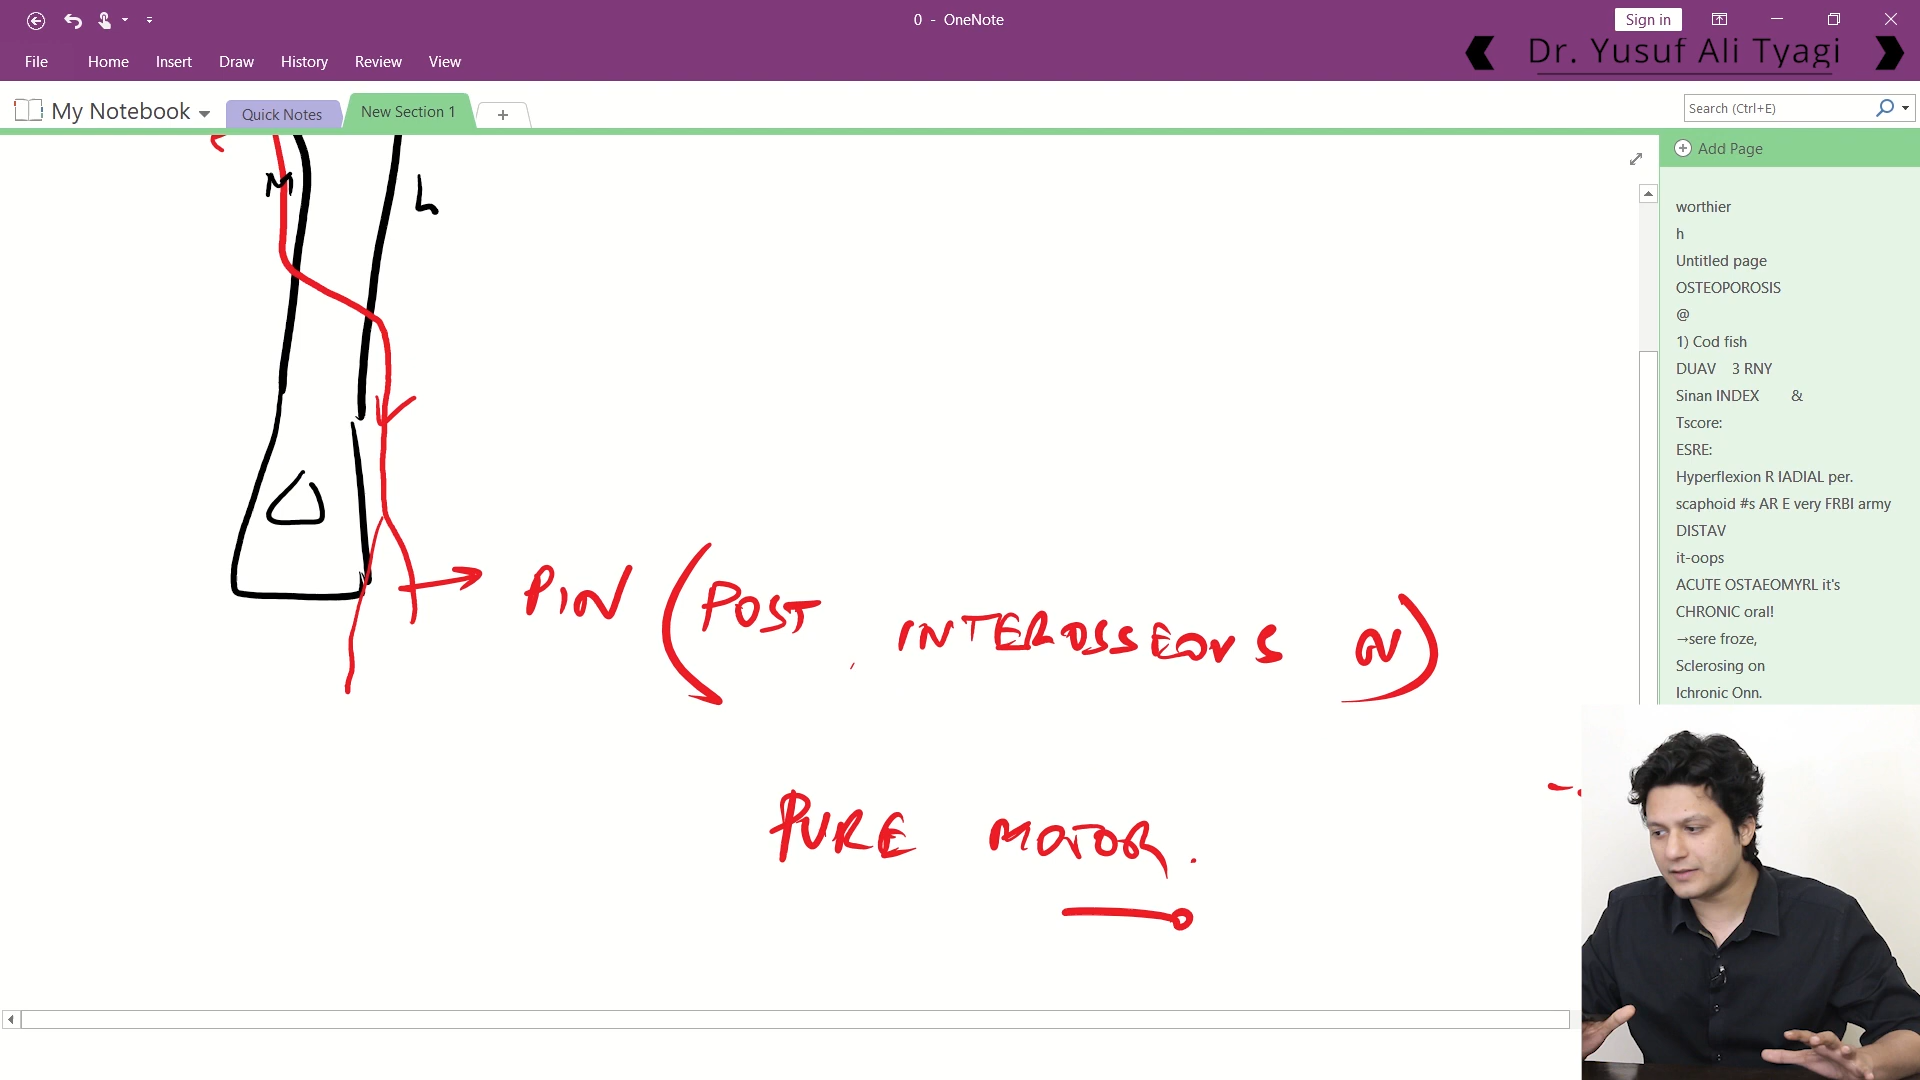 0 - OneNote
Sign in
File Home Insert Draw History Review View
Dr. Yusuf Ali Tyagi
My Notebook Quick Notes New Section 1 +
Search (Ctrl+E)
Add Page
worthier
h
Untitled page
OSTEOPOROSIS
@
1) Cod fish
DUAV 3 RNY
Sinan INDEX &
Tscore:
ESRE:
Hyperflexion R IADIAL per.
scaphoid #s AR E very FRBI army
DISTAV
it-oops
ACUTE OSTAEOMYRL it's
CHRONIC oral!
→sere froze,
Sclerosing on
Ichronic Onn.
M L
PIN (POST INTEROSSEOUS N)
PURE MOTOR.